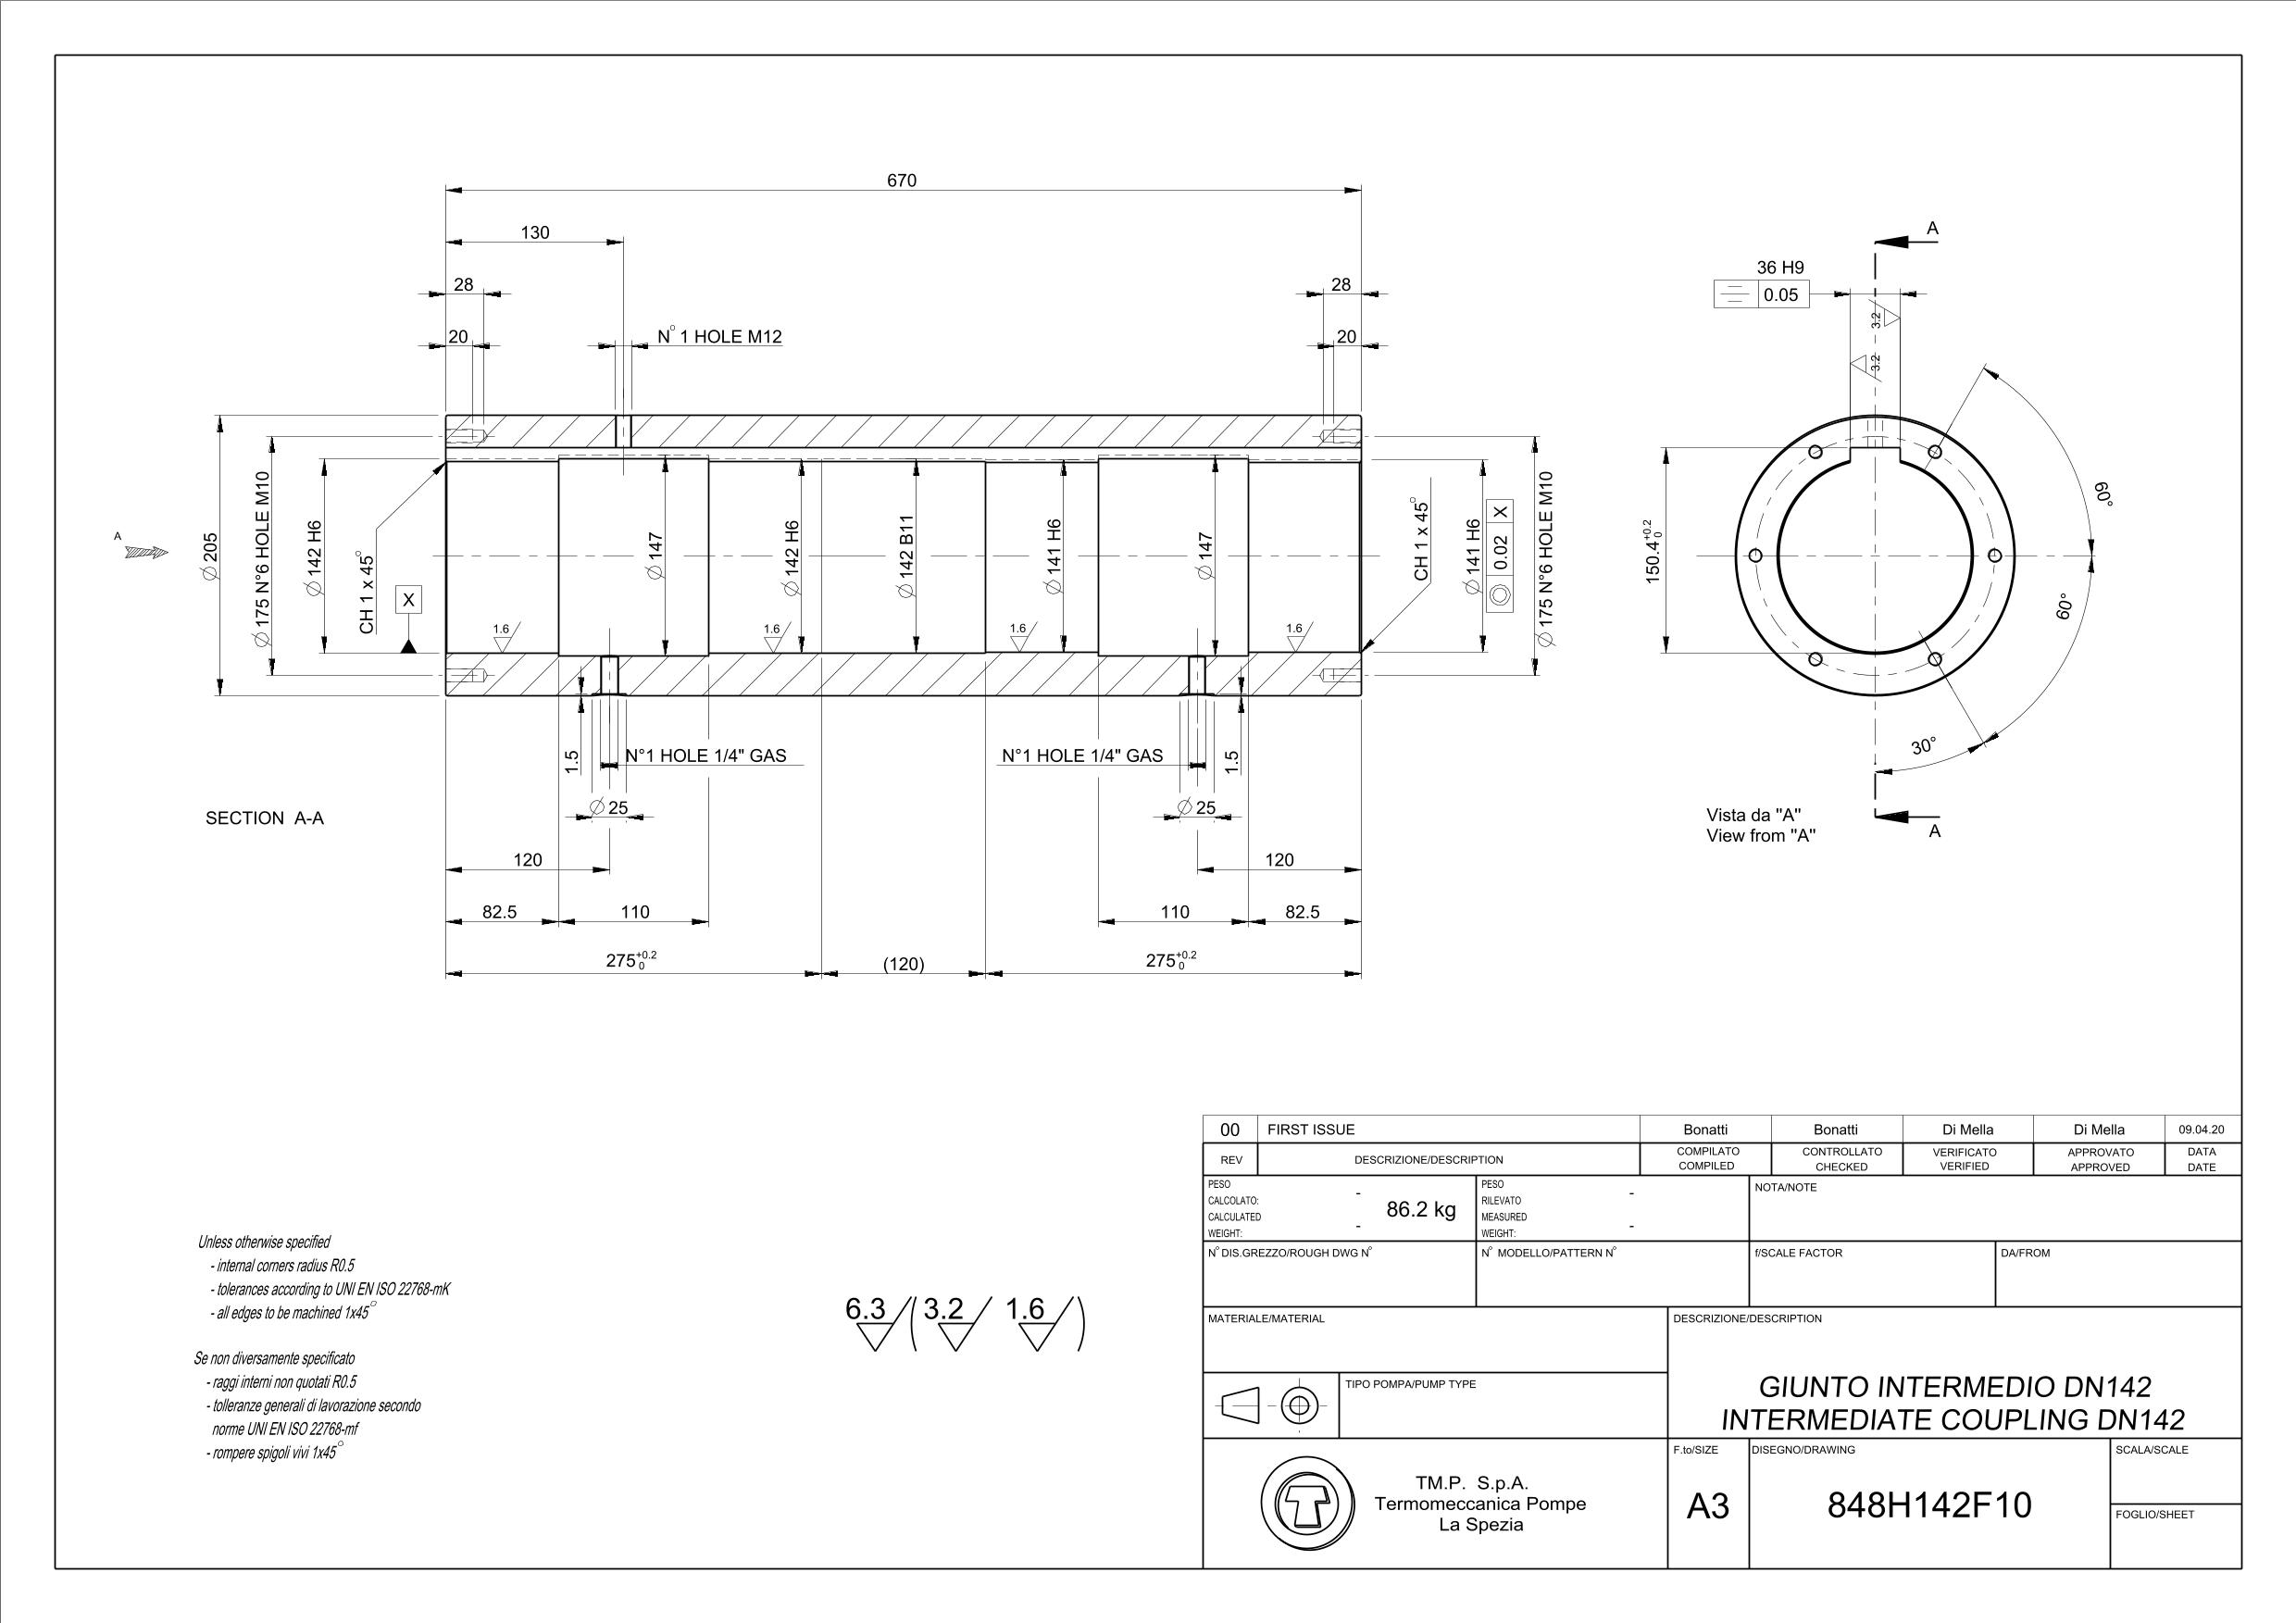 670
130
28
28
20
20
N° 1 HOLE M12
A
36 H9
0.05
3.2
3.2
60°
60°
30°
150.4 +0.2 0
A
Ø 205
Ø 175 N°6 HOLE M10
Ø 142 H6
CH 1 x 45°
X
Ø 147
Ø 142 H6
Ø 142 B11
Ø 141 H6
Ø 147
CH 1 x 45°
Ø 141 H6
0.02 X
Ø 175 N°6 HOLE M10
1.6
1.6
1.6
1.6
1.5
N°1 HOLE 1/4" GAS
N°1 HOLE 1/4" GAS
1.5
Ø 25
Ø 25
SECTION A-A
Vista da "A"
View from "A"
A
120
120
82.5
110
110
82.5
275 +0.2 0
(120)
275 +0.2 0
Unless otherwise specified
- internal corners radius R0.5
- tolerances according to UNI EN ISO 22768-mK
- all edges to be machined 1x45°
Se non diversamente specificato
- raggi interni non quotati R0.5
- tolleranze generali di lavorazione secondo
norme UNI EN ISO 22768-mf
- rompere spigoli vivi 1x45°
6.3 ( 3.2 1.6 )
00 FIRST ISSUE Bonatti Bonatti Di Mella Di Mella 09.04.20
REV DESCRIZIONE/DESCRIPTION COMPILATO COMPILED CONTROLLATO CHECKED VERIFICATO VERIFIED APPROVATO APPROVED DATA DATE
PESO
CALCOLATO: -
CALCULATED
WEIGHT: -
86.2 kg
PESO
RILEVATO -
MEASURED
WEIGHT: -
NOTA/NOTE
N° DIS.GREZZO/ROUGH DWG N°
N° MODELLO/PATTERN N°
f/SCALE FACTOR
DA/FROM
MATERIALE/MATERIAL
DESCRIZIONE/DESCRIPTION
TIPO POMPA/PUMP TYPE
GIUNTO INTERMEDIO DN142
INTERMEDIATE COUPLING DN142
TM.P. S.p.A.
Termomeccanica Pompe
La Spezia
F.to/SIZE
A3
DISEGNO/DRAWING
848H142F10
SCALA/SCALE
FOGLIO/SHEET